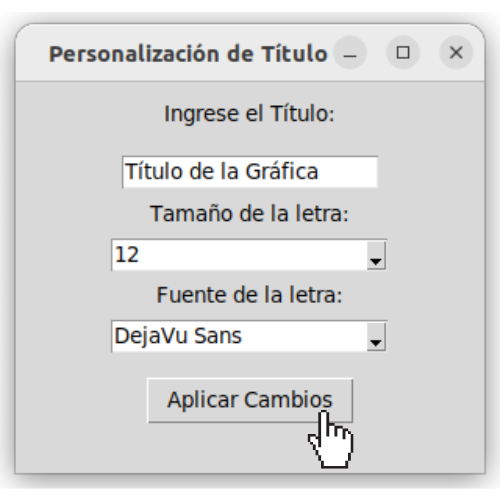 Personalización de Título
Ingrese el Título:
Título de la Gráfica
Tamaño de la letra:
12
Fuente de la letra:
DejaVu Sans
Aplicar Cambios